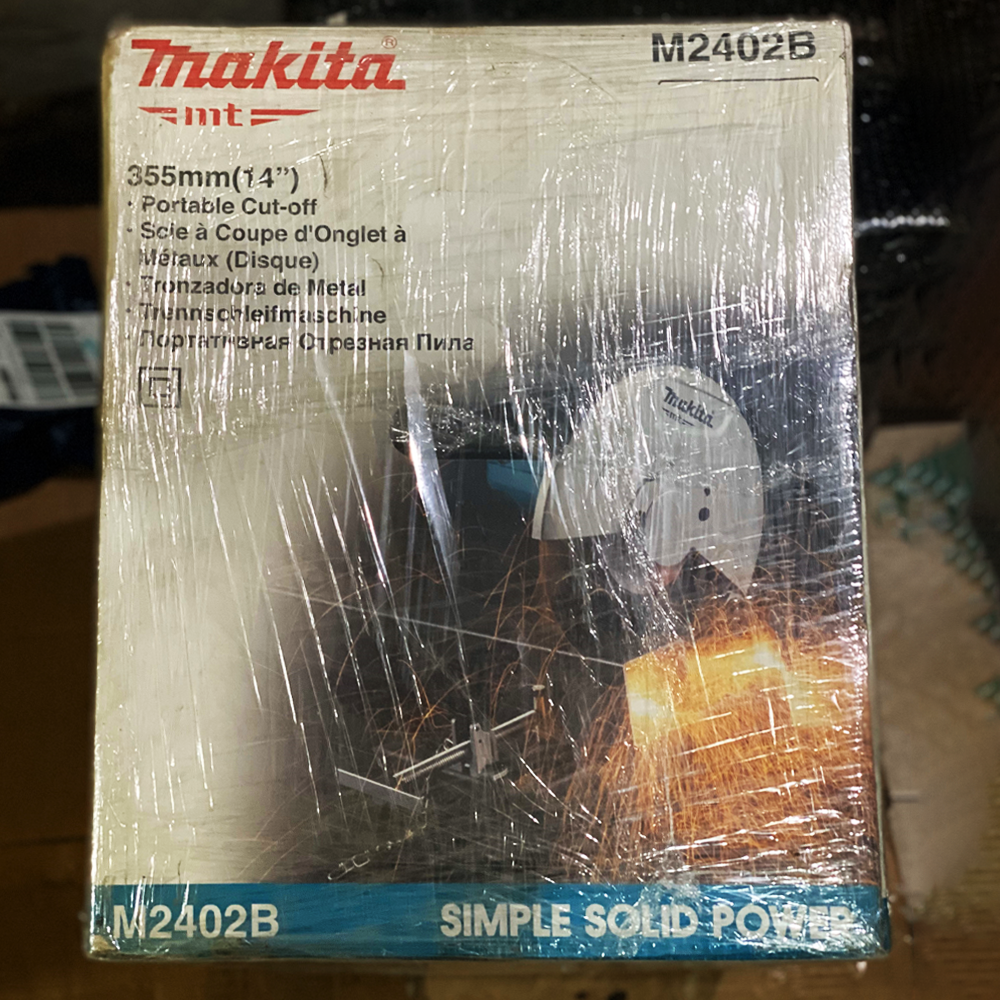 Makita®
mt
M2402B
355mm(14”)
· Portable Cut-off
· Scie à Coupe d'Onglet à
Métaux (Disque)
· Tronzadora de Metal
· Trennschleifmaschine
· Портативная Отрезная Пила
Makita
mt
M2402B
SIMPLE SOLID POWER